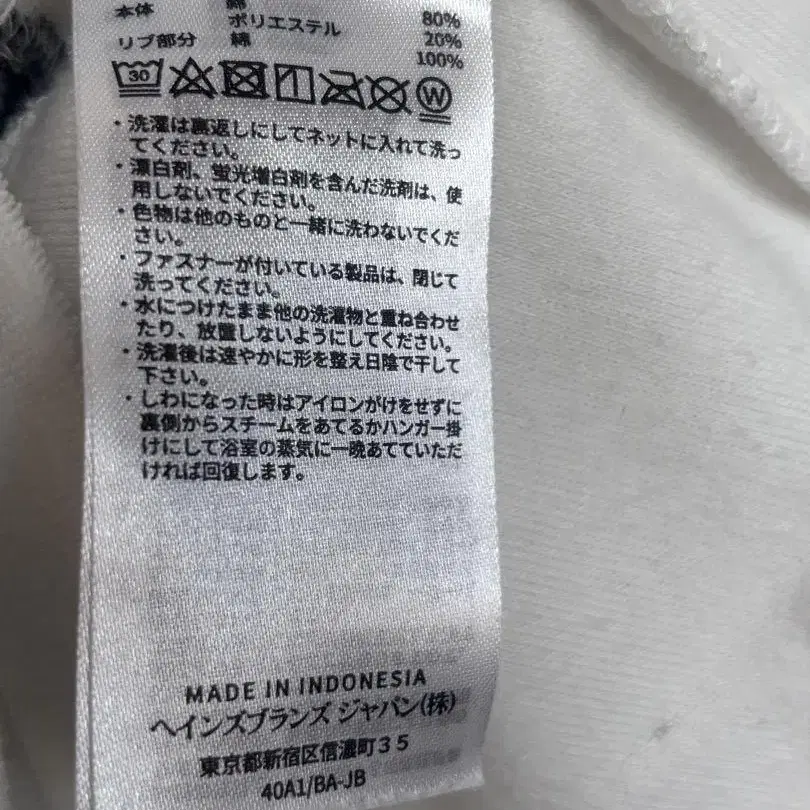 本体 綿 80%
ポリエステル 20%
リブ部分 綿 100%
30
W
・洗濯は裏返しにしてネットに入れて洗っ
てください。
・漂白剤、蛍光増白剤を含んだ洗剤は、使
用しないでください。
・色物は他のものと一緒に洗わないでくだ
さい。
・ファスナーが付いている製品は、閉じて
洗ってください。
・水につけたまま他の洗濯物と重ね合わせ
たり、放置しないようにしてください。
・洗濯後は速やかに形を整え日陰で干して
下さい。
・しわになった時はアイロンがけをせずに
裏側からスチームをあてるかハンガー掛
けにして浴室の蒸気に一晩あてていただ
ければ回復します。
MADE IN INDONESIA
ヘインズブランズ ジャパン(株)
東京都新宿区信濃町35
40A1/BA-JB